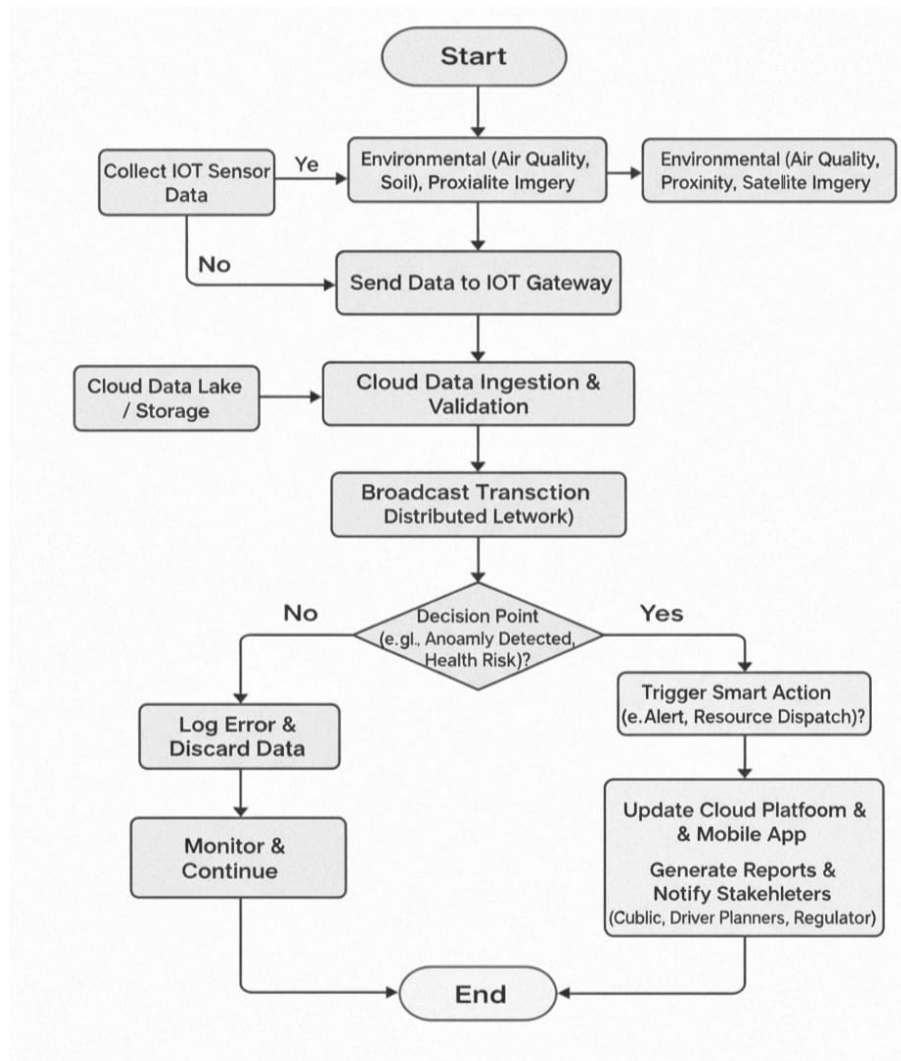 Start
Collect IOT Sensor
Data
Ye
Environmental (Air Quality,
Soil), Proxialite Imgery
Environmental (Air Quality,
Proxinity, Satellite Imgery
No
Send Data to IOT Gateway
Cloud Data Lake
/ Storage
Cloud Data Ingestion &
Validation
Broadcast Transction
Distributed Letwork)
No
Decision Point
(e.gl., Anoamly Detected,
Health Risk)?
Yes
Log Error &
Discard Data
Trigger Smart Action
(e.Alert, Resource Dispatch)?
Monitor &
Continue
Update Cloud Platfoom &
& Mobile App
Generate Reports &
Notify Stakehleters
(Cublic, Driver Planners, Regulator)
End